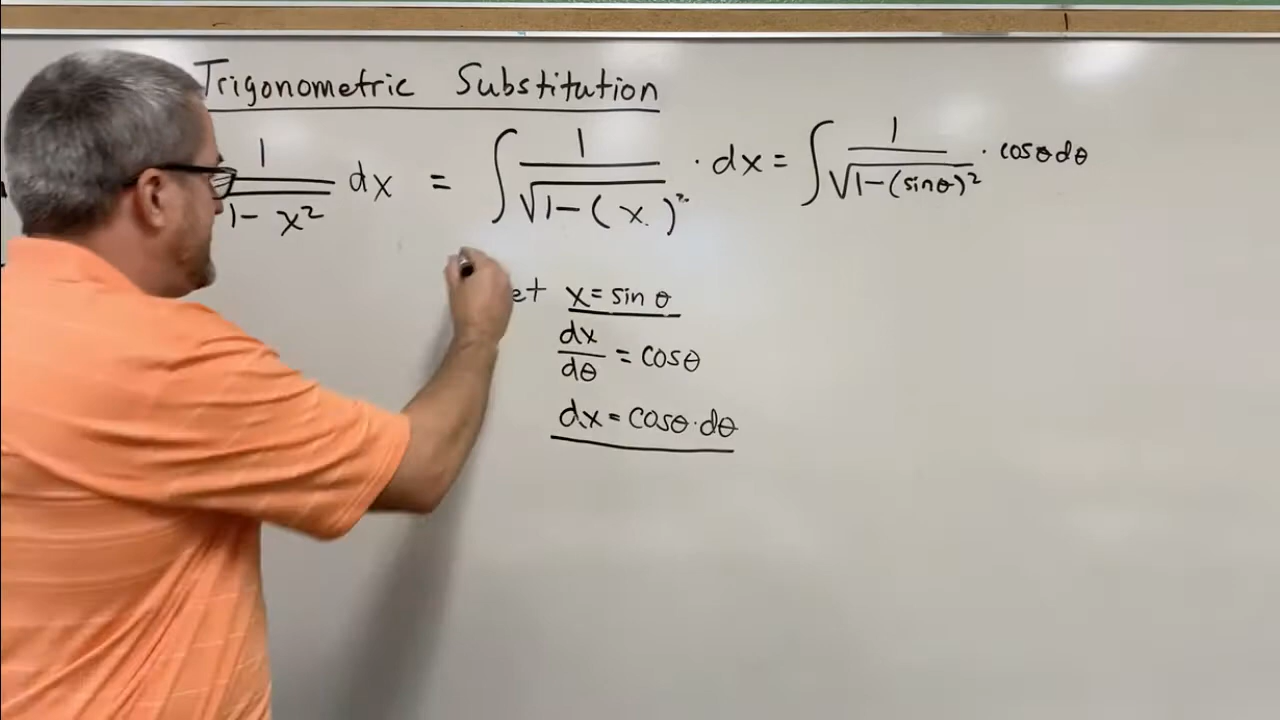 Trigonometric Substitution
1/(1-x²) dx = ∫ 1/√(1-(x)²) · dx = ∫ 1/√(1-(sinθ)²) · cosθ dθ
x = sin θ
dx/dθ = cosθ
dx = cosθ · dθ